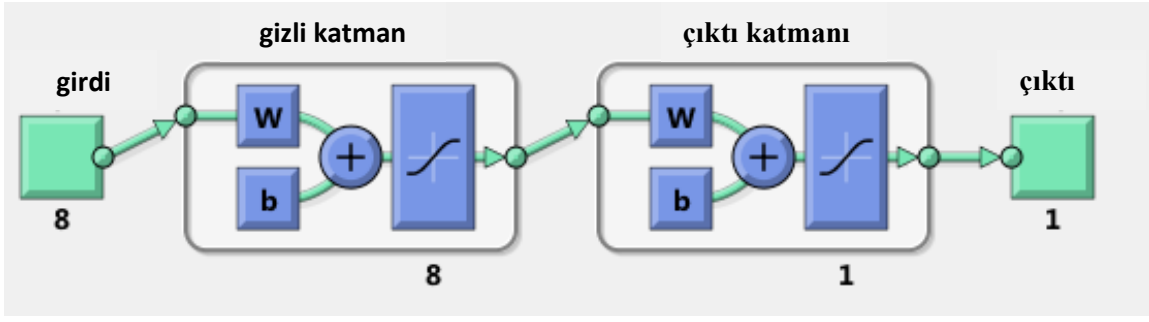 gizli katman
çıktı katmanı
girdi
çıktı
W
W
b
b
8
1
8
1